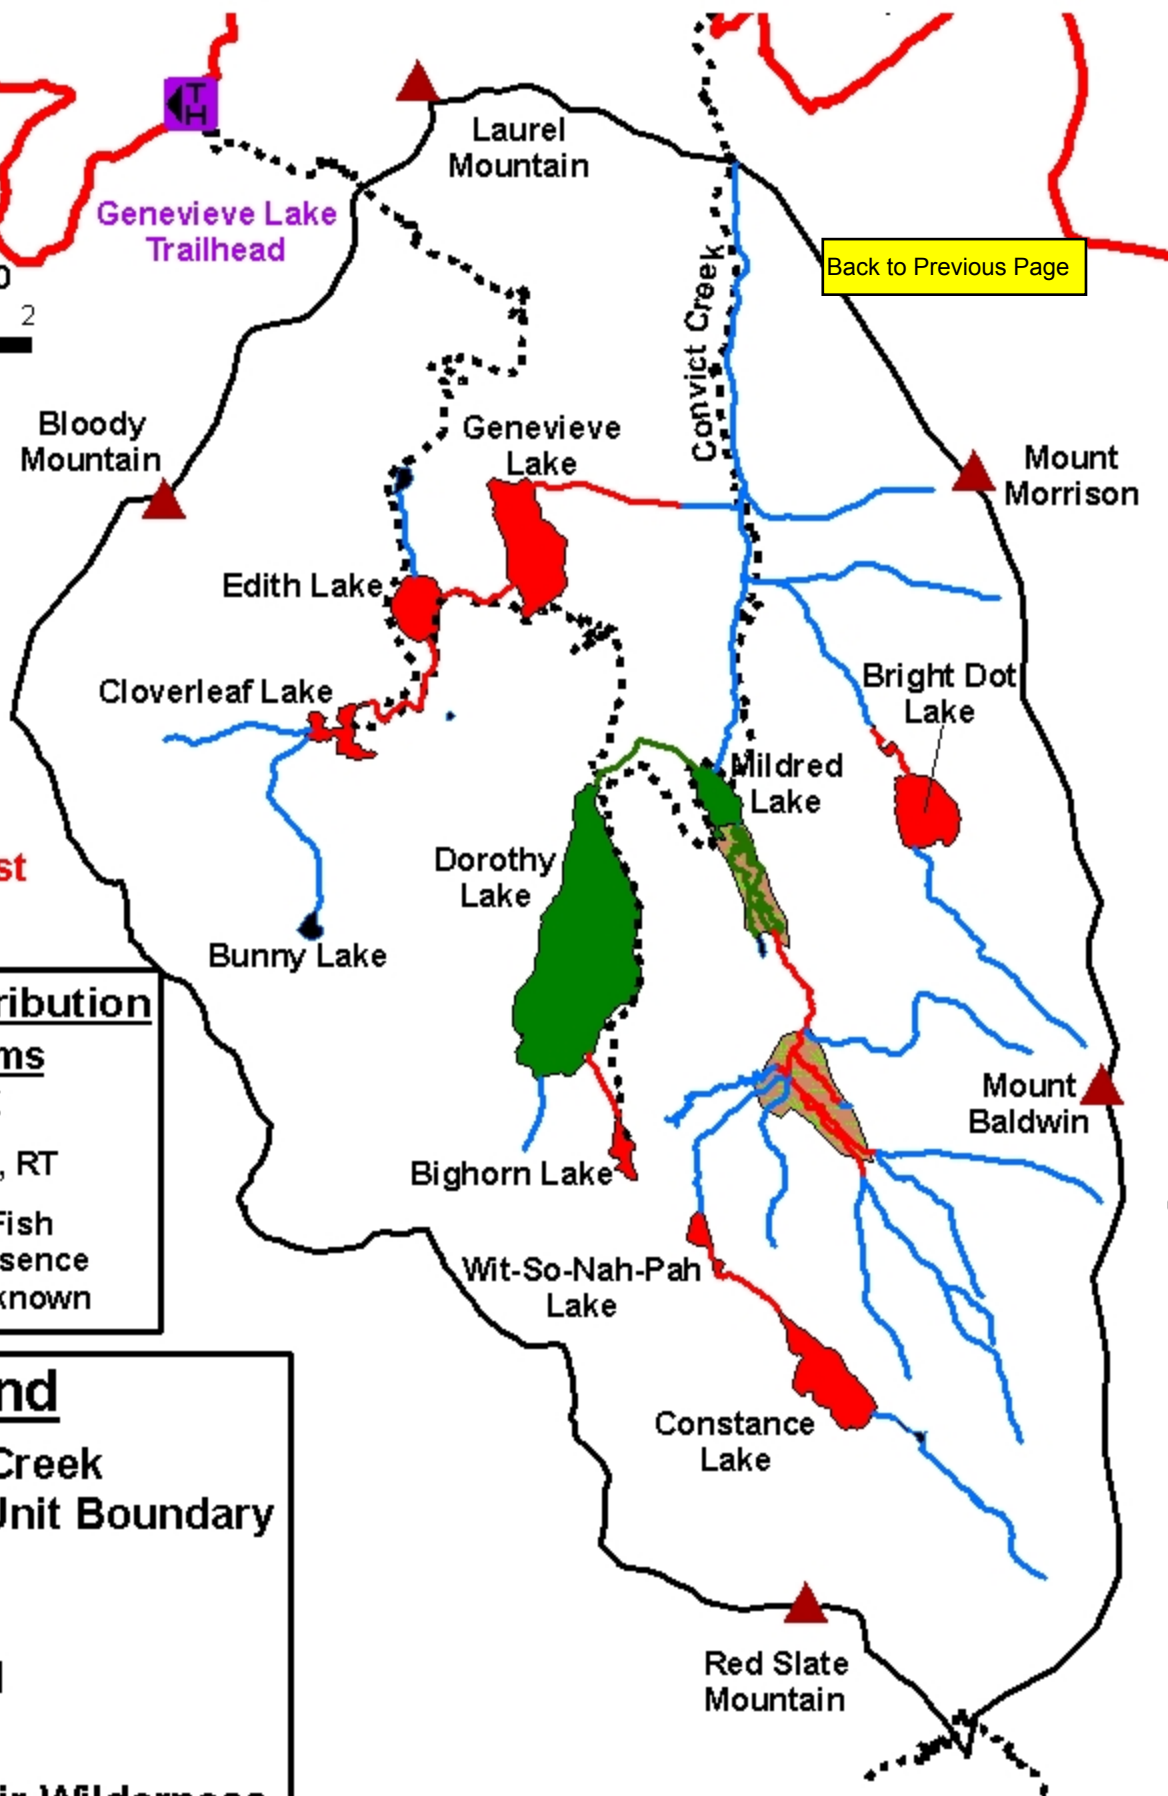 TH
Laurel
Mountain
Genevieve Lake
Trailhead
Back to Previous Page
0
2
Convict Creek
Bloody
Mountain
Genevieve
Lake
Mount
Morrison
Edith Lake
Cloverleaf Lake
Bright Dot
Lake
Mildred
Lake
st
Dorothy
Lake
Bunny Lake
ribution
ms
, RT
Fish
sence
known
Mount
Baldwin
Bighorn Lake
Wit-So-Nah-Pah
Lake
nd
Creek
Unit Boundary
Constance
Lake
Red Slate
Mountain
ir Wilderness